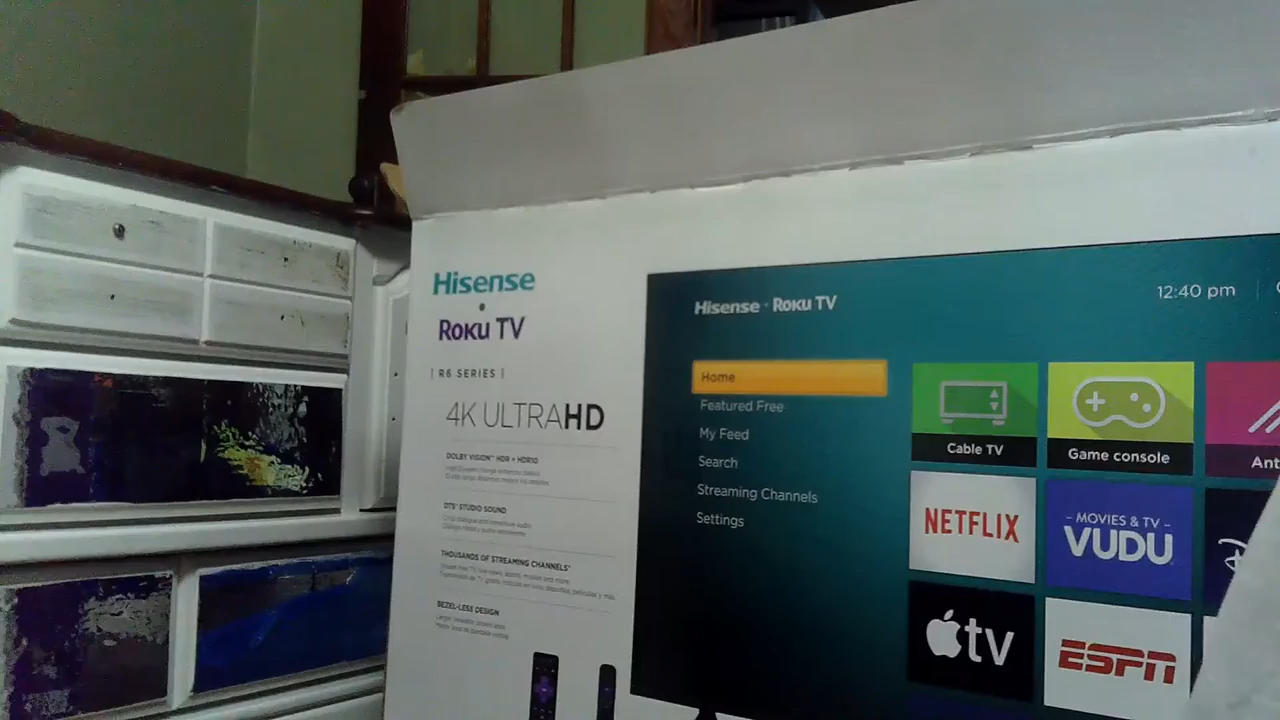 Hisense
ROKU TV
| R6 SERIES |
4K ULTRAHD
DOLBY VISION™ HDR + HDR10
DTS® STUDIO SOUND
THOUSANDS OF STREAMING CHANNELS*
BEZEL-LESS DESIGN
Hisense · ROKU TV
12:40 pm
Home
Featured Free
My Feed
Search
Streaming Channels
Settings
Cable TV
Game console
Ant
NETFLIX
- MOVIES & TV -
VUDU
tv
ESPN